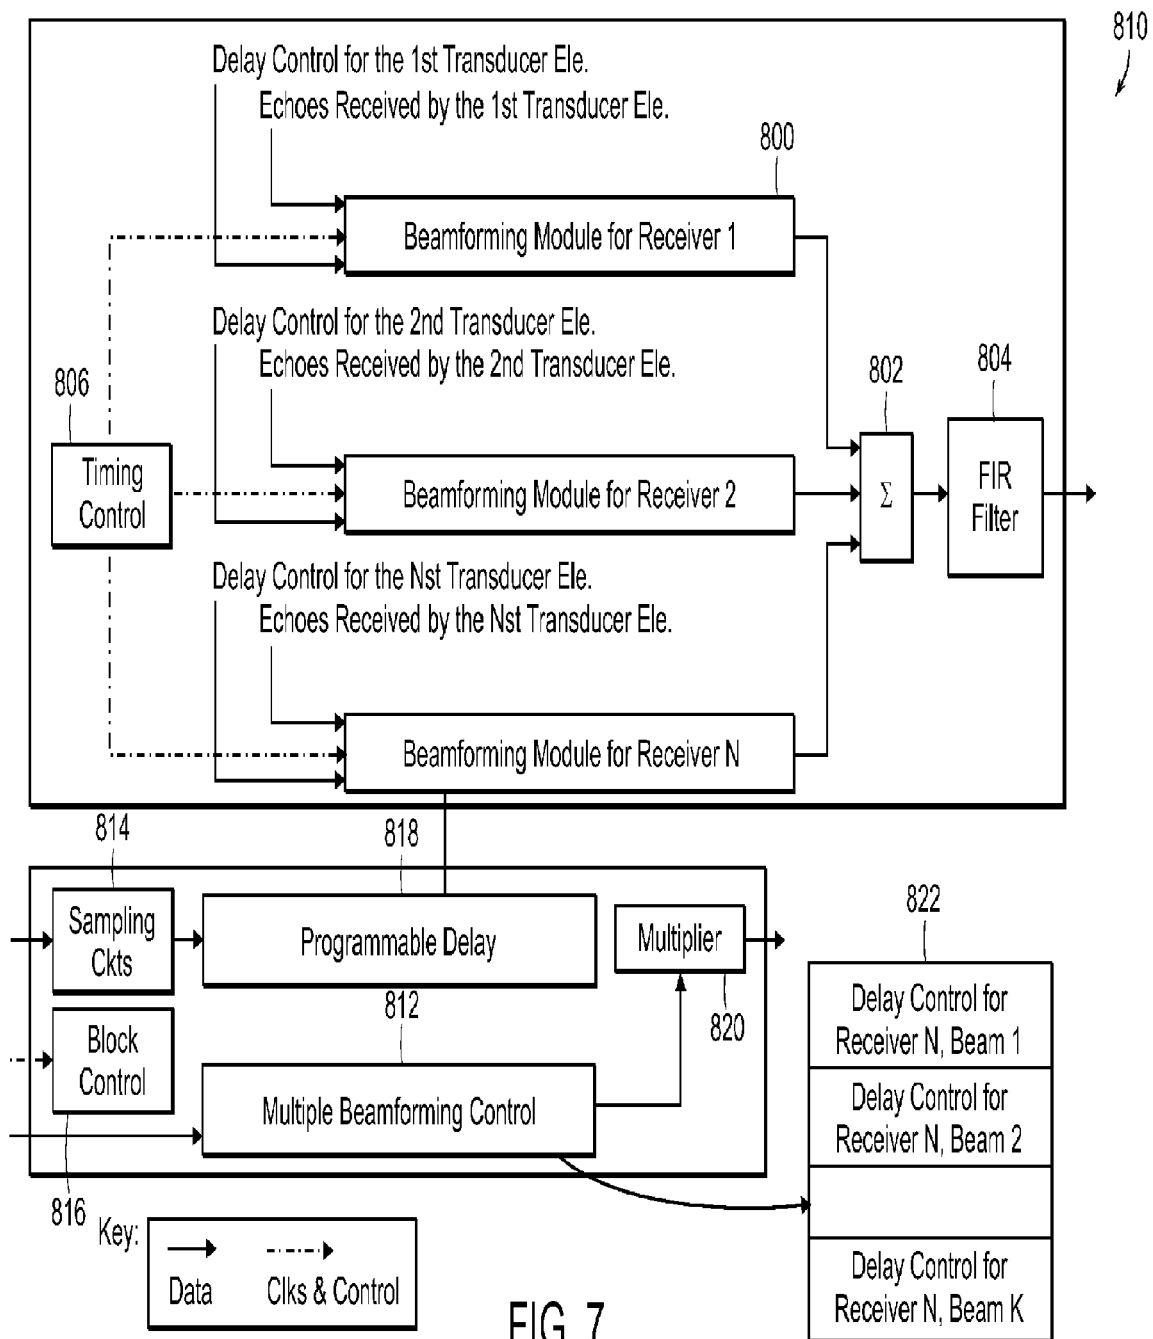 810
Delay Control for the 1st Transducer Ele.
Echoes Received by the 1st Transducer Ele.
800
Beamforming Module for Receiver 1
Delay Control for the 2nd Transducer Ele.
Echoes Received by the 2nd Transducer Ele.
806
802
804
Timing
Control
Beamforming Module for Receiver 2
Σ
FIR
Filter
Delay Control for the Nst Transducer Ele.
Echoes Received by the Nst Transducer Ele.
Beamforming Module for Receiver N
814
818
Sampling
Ckts
Programmable Delay
Multiplier
820
822
812
Block
Control
Multiple Beamforming Control
816
Delay Control for
Receiver N, Beam 1
Delay Control for
Receiver N, Beam 2
Delay Control for
Receiver N, Beam K
Key:
Data
Clks & Control
FIG. 7